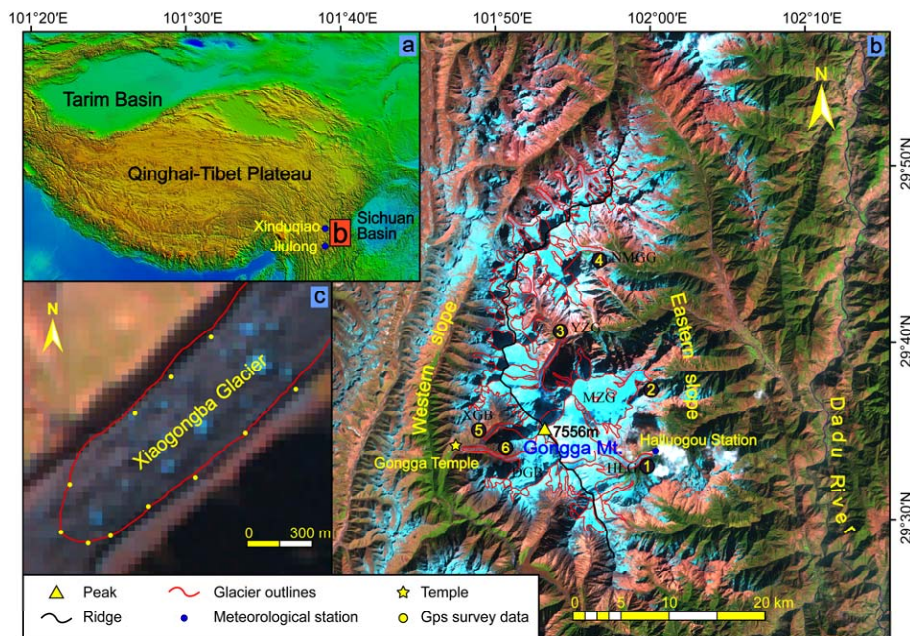 101°20'E
101°30'E
101°40'E
101°50'E
102°00'E
102°10'E
a
Tarim Basin
Qinghai-Tibet Plateau
Xinduqiao
Jiulong
b
Sichuan
Basin
b
N
29°50'N
29°40'N
29°30'N
4 NMGG
3 YZG
2
MZG
XGB
5
6
DGB
7556m
Gongga Mt.
Gongga Temple
Hailuogou Station
HLG 1
Western slope
Eastern slope
Dadu River
0 5 10 20 km
c
N
Xiaogongba Glacier
0 300 m
Peak
Glacier outlines
Temple
Ridge
Meteorological station
Gps survey data